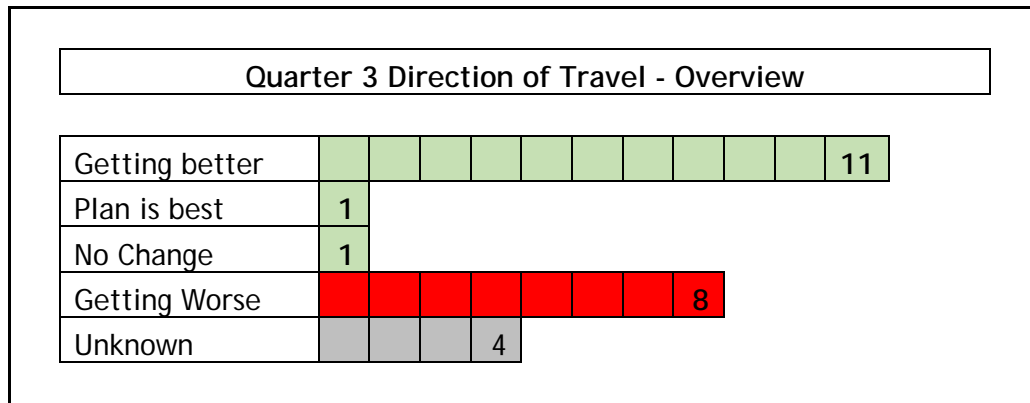 Quarter 3 Direction of Travel - Overview
Getting better 11
Plan is best 1
No Change 1
Getting Worse 8
Unknown 4